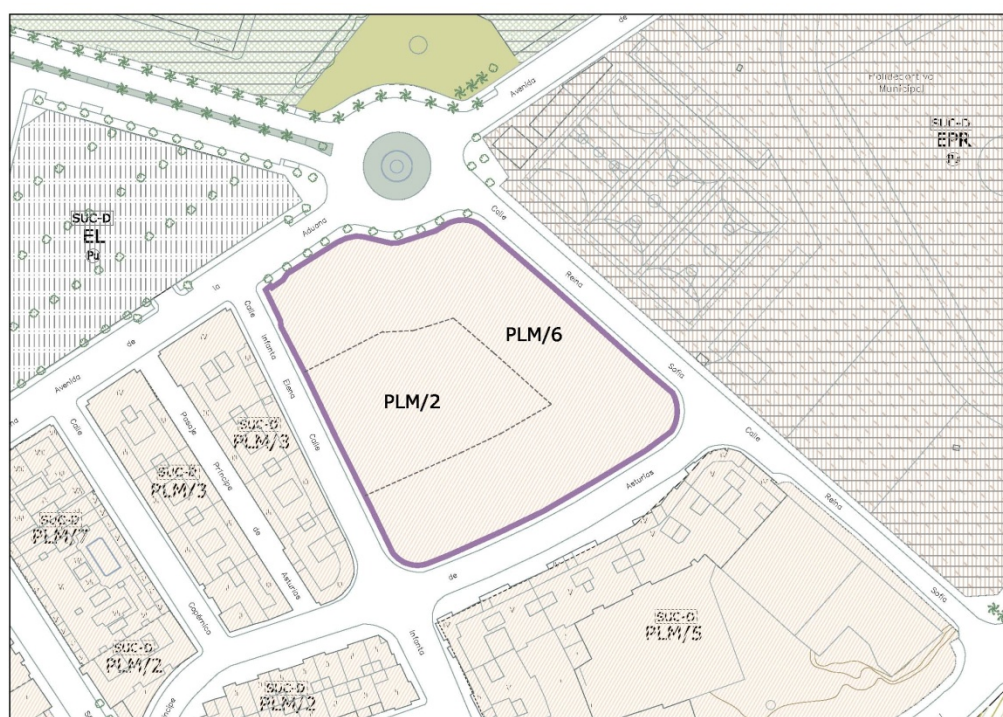 Polideportivo
Municipal
SUC-D
EPR
Avenida
de
SUC-D
EL
Pu
Aduana
la
de
Avenida
Calle
Reina
Sofía
Calle
Reina
Sofía
PLM/6
PLM/2
Calle
Infanta
Elena
Calle
SUC-D
PLM/3
Pasaje
Príncipe
de
Asturias
SUC-D
PLM/3
Calle
Copérnico
SUC-D
PLM/7
SUC-D
PLM/2
Asturias
de
Infanta
SUC-D
PLM/5
SUC-D
PLM/2
Príncipe